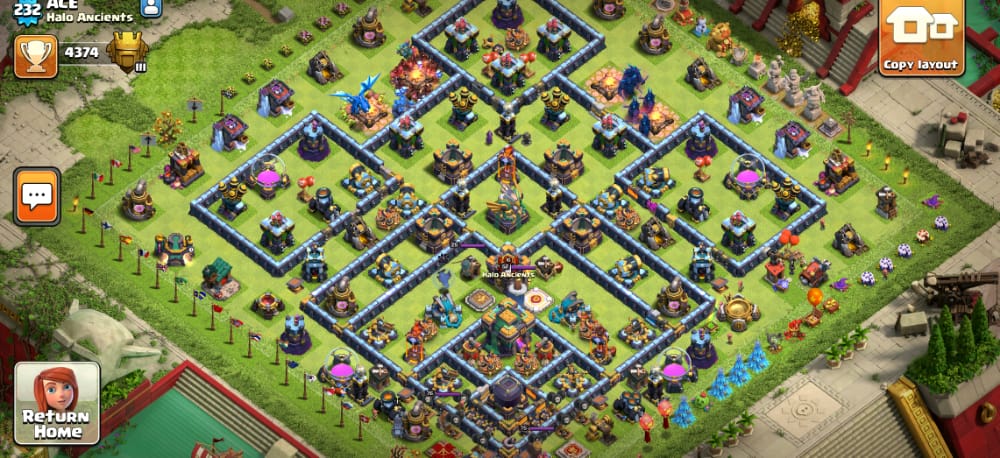 232
ACE
Halo Ancients
4374
III
Copy layout
Halo Ancients
Return
Home